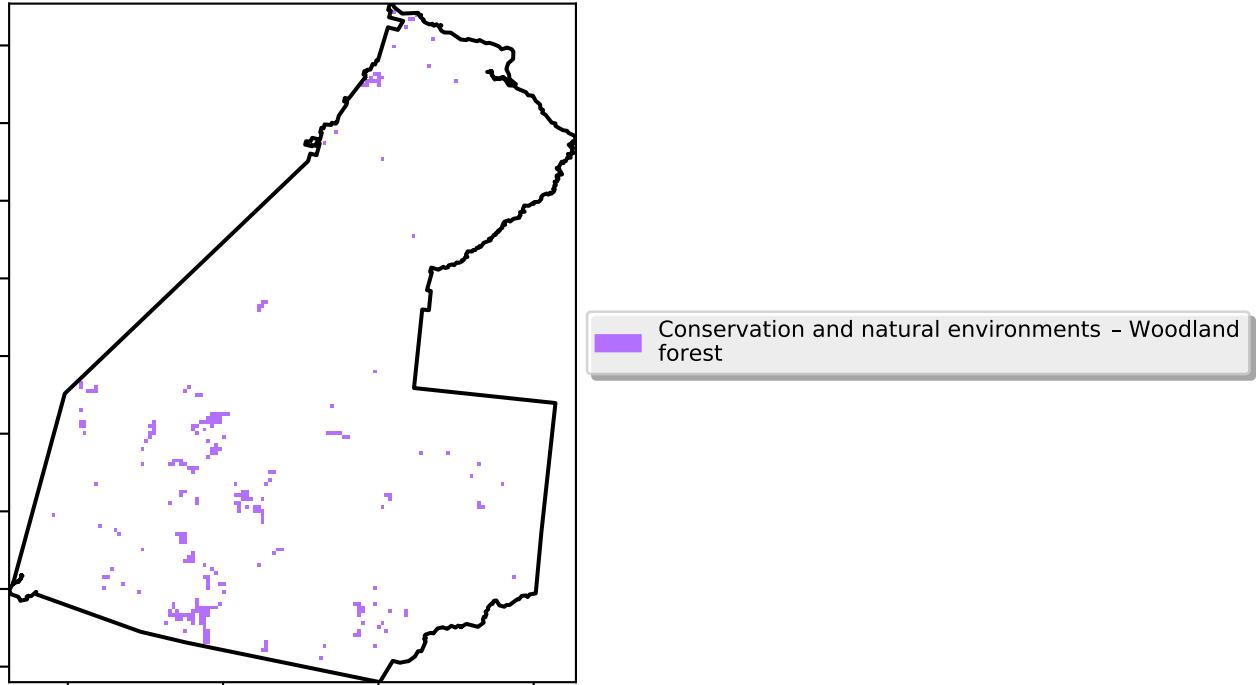 Conservation and natural environments – Woodland
forest